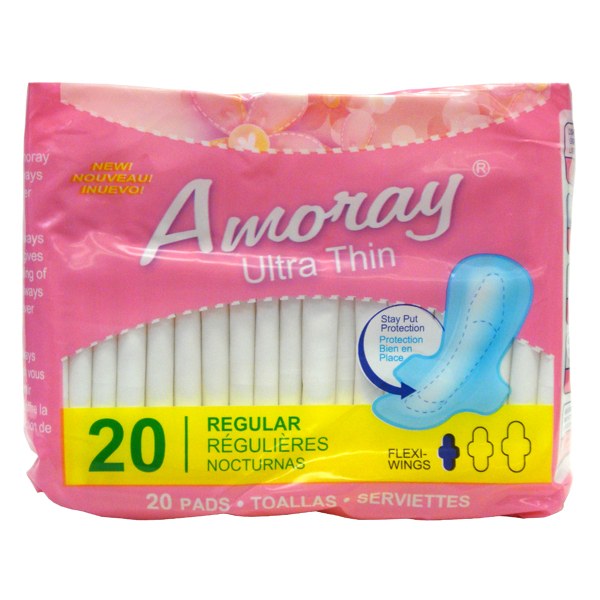 NEW!
NOUVEAU!
¡NUEVO!
Amoray®
Ultra Thin
Stay Put
Protection
Protection
Bien en
Place
20
REGULAR
RÉGULIÈRES
NOCTURNAS
FLEXI-
WINGS
20 PADS • TOALLAS • SERVIETTES